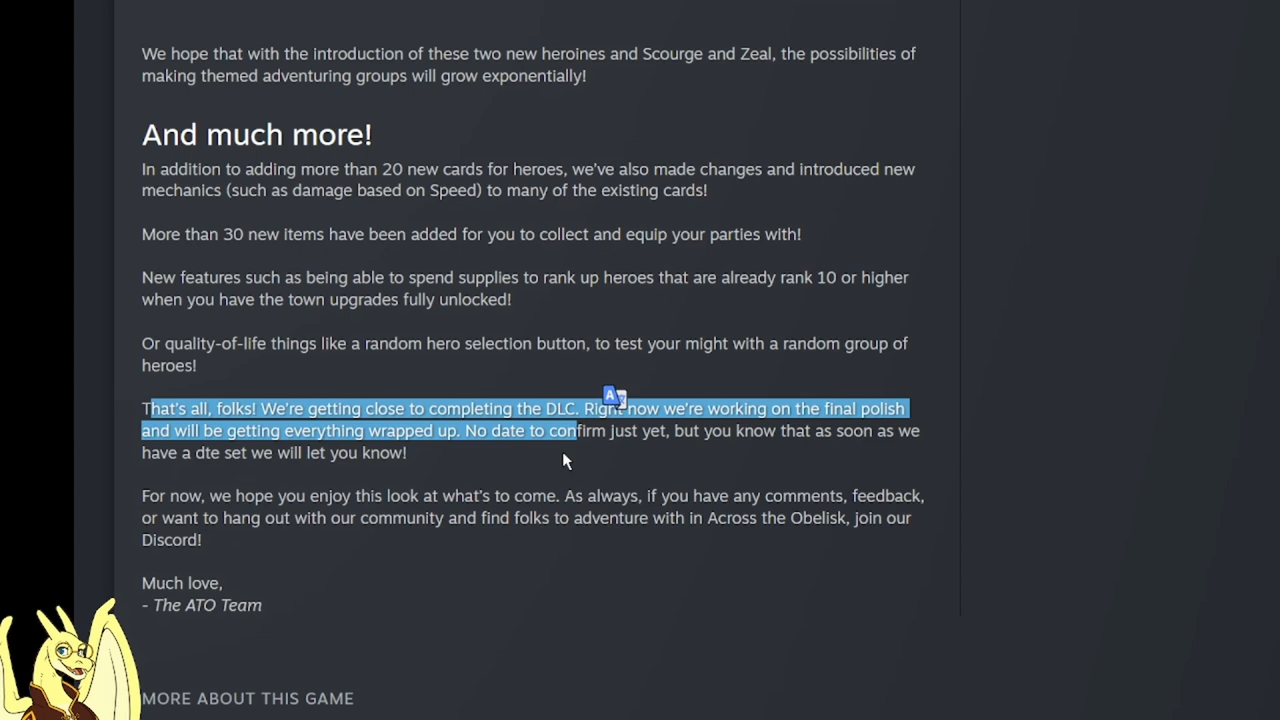 We hope that with the introduction of these two new heroines and Scourge and Zeal, the possibilities of
making themed adventuring groups will grow exponentially!
And much more!
In addition to adding more than 20 new cards for heroes, we've also made changes and introduced new
mechanics (such as damage based on Speed) to many of the existing cards!
More than 30 new items have been added for you to collect and equip your parties with!
New features such as being able to spend supplies to rank up heroes that are already rank 10 or higher
when you have the town upgrades fully unlocked!
Or quality-of-life things like a random hero selection button, to test your might with a random group of
heroes!
That's all, folks! We're getting close to completing the DLC. Right now we're working on the final polish
and will be getting everything wrapped up. No date to confirm just yet, but you know that as soon as we
have a dte set we will let you know!
For now, we hope you enjoy this look at what's to come. As always, if you have any comments, feedback,
or want to hang out with our community and find folks to adventure with in Across the Obelisk, join our
Discord!
Much love,
- The ATO Team
MORE ABOUT THIS GAME